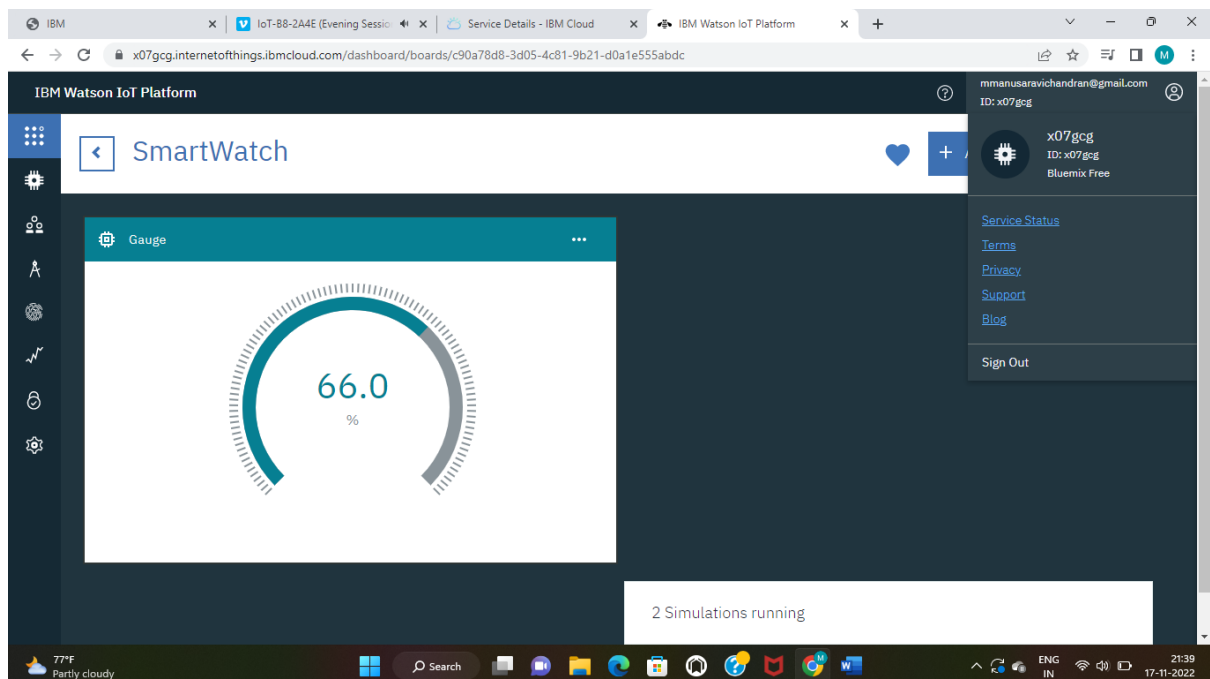 IBM
IoT-B8-2A4E (Evening Sessio
Service Details - IBM Cloud
IBM Watson IoT Platform
x07gcg.internetofthings.ibmcloud.com/dashboard/boards/c90a78d8-3d05-4c81-9b21-d0a1e555abdc
M
IBM Watson IoT Platform
mmanusaravichandran@gmail.com
ID: x07gcg
SmartWatch
+ A
x07gcg
ID: x07gcg
Bluemix Free
Service Status
Terms
Privacy
Support
Blog
Sign Out
Gauge
66.0
%
2 Simulations running
77°F
Partly cloudy
Search
ENG
IN
21:39
17-11-2022